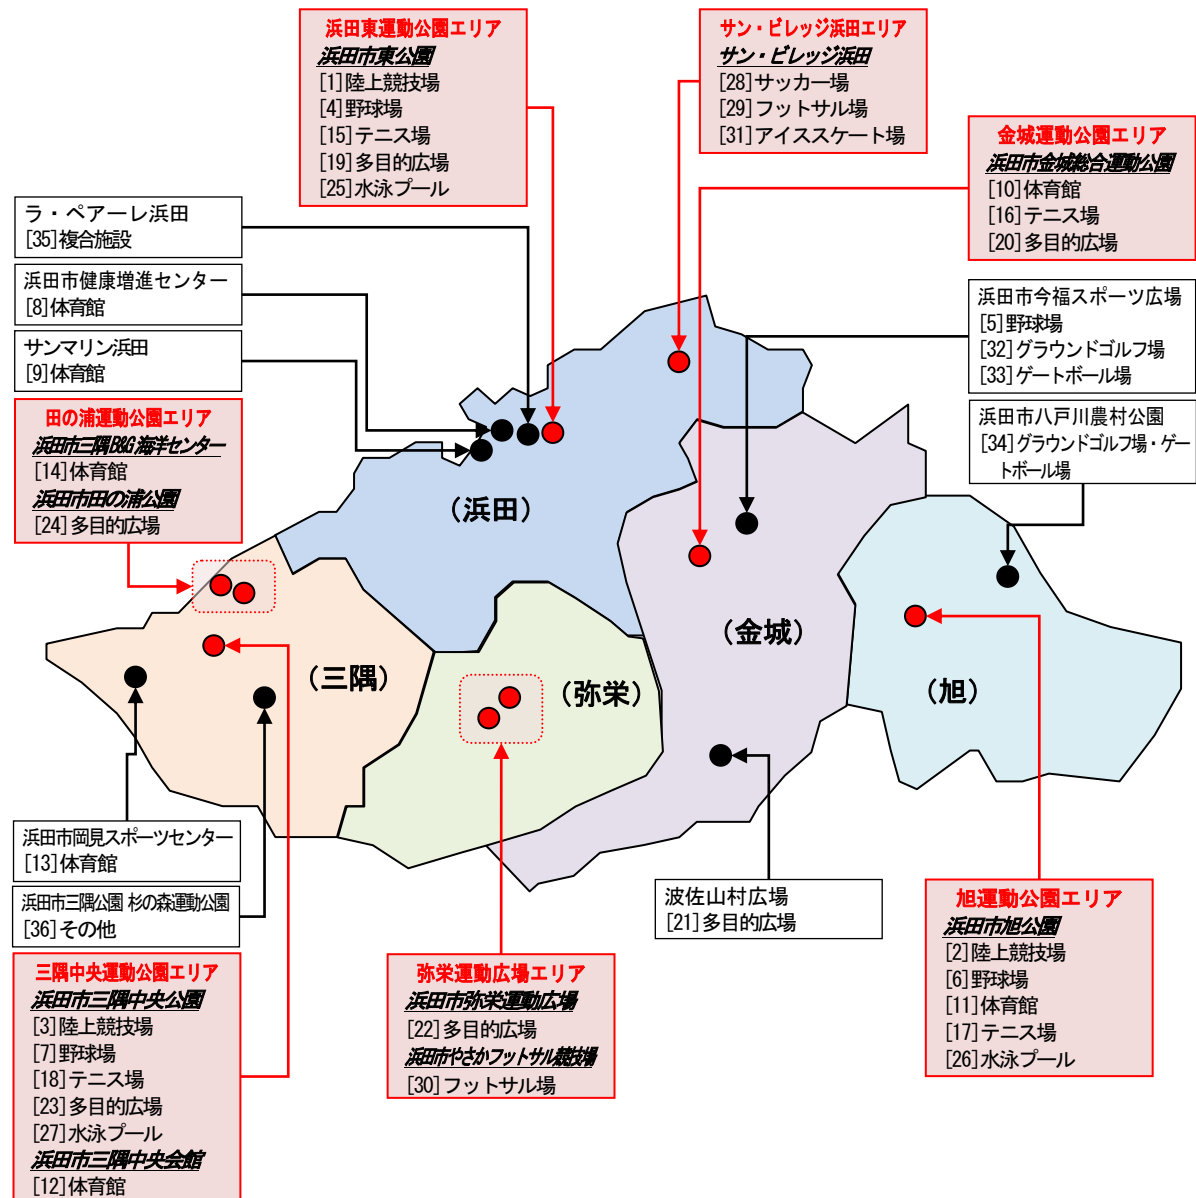 浜田東運動公園エリア
浜田市東公園
[1]陸上競技場
[4]野球場
[15]テニス場
[19]多目的広場
[25]水泳プール
サン・ビレッジ浜田エリア
サン・ビレッジ浜田
[28]サッカー場
[29]フットサル場
[31]アイススケート場
金城運動公園エリア
浜田市金城総合運動公園
[10]体育館
[16]テニス場
[20]多目的広場
ラ・ペアーレ浜田
[35]複合施設
浜田市健康増進センター
[8]体育館
サンマリン浜田
[9]体育館
田の浦運動公園エリア
浜田市三隅B&G海洋センター
[14]体育館
浜田市田の浦公園
[24]多目的広場
浜田市今福スポーツ広場
[5]野球場
[32]グラウンドゴルフ場
[33]ゲートボール場
浜田市八戸川農村公園
[34]グラウンドゴルフ場・ゲー
トボール場
（浜田）
（金城）
（三隅）
（弥栄）
（旭）
浜田市岡見スポーツセンター
[13]体育館
浜田市三隅公園 杉の森運動公園
[36]その他
三隅中央運動公園エリア
浜田市三隅中央公園
[3]陸上競技場
[7]野球場
[18]テニス場
[23]多目的広場
[27]水泳プール
浜田市三隅中央会館
[12]体育館
弥栄運動広場エリア
浜田市弥栄運動広場
[22]多目的広場
浜田市やさかフットサル競技場
[30]フットサル場
波佐山村広場
[21]多目的広場
旭運動公園エリア
浜田市旭公園
[2]陸上競技場
[6]野球場
[11]体育館
[17]テニス場
[26]水泳プール